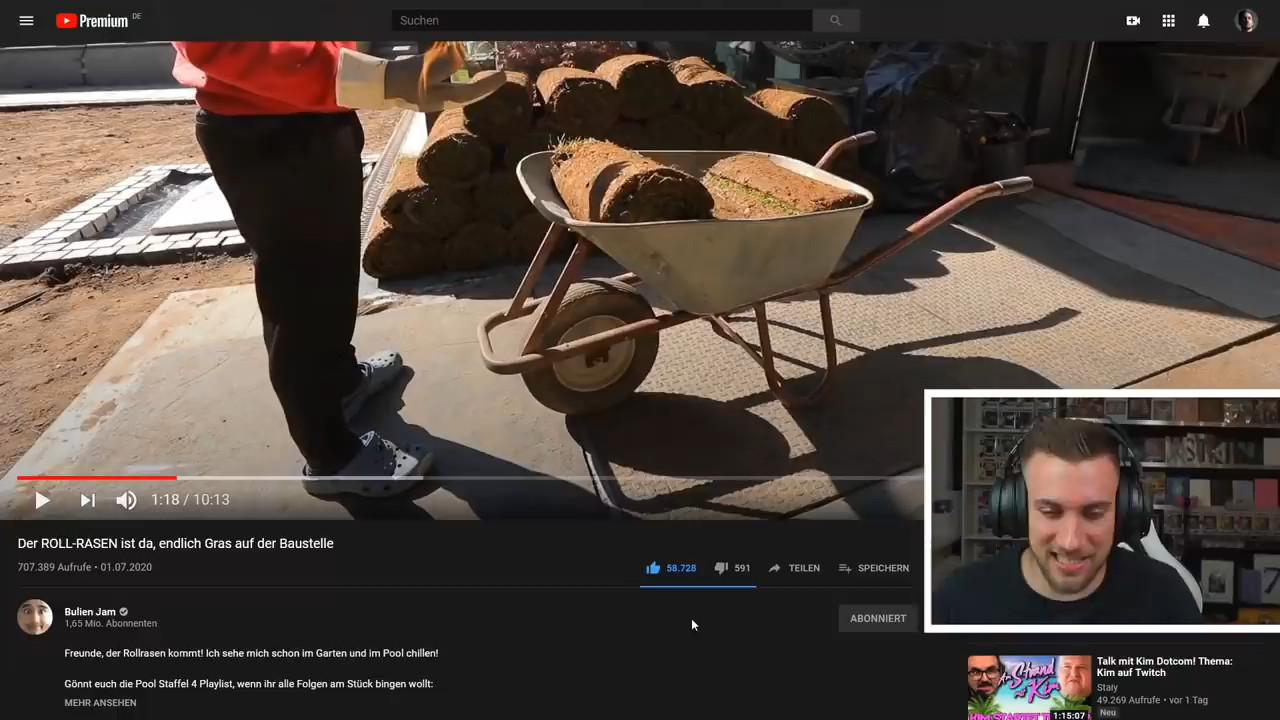 Premium DE
Suchen
1:18 / 10:13
Der ROLL-RASEN ist da, endlich Gras auf der Baustelle
707.389 Aufrufe • 01.07.2020
58.728
591
TEILEN
SPEICHERN
Bulien Jam
1,65 Mio. Abonnenten
ABONNIERT
Freunde, der Rollrasen kommt! Ich sehe mich schon im Garten und im Pool chillen!
Gönnt euch die Pool Staffel 4 Playlist, wenn ihr alle Folgen am Stück bingen wollt:
MEHR ANSEHEN
Am Strand
mit Kim
1:15:07
Talk mit Kim Dotcom! Thema:
Kim auf Twitch
Staiy
49.269 Aufrufe • vor 1 Tag
Neu